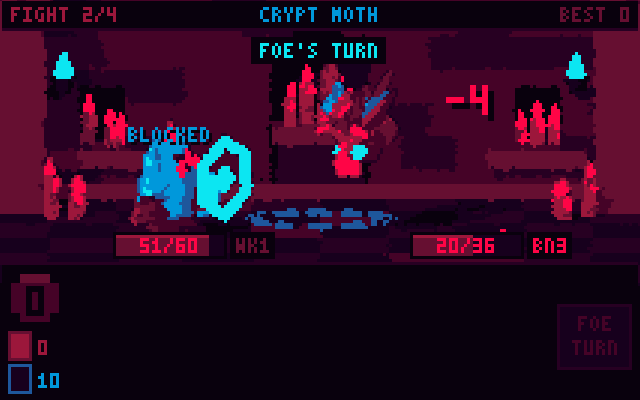 FIGHT 2/4 CRYPT MOTH BEST 0
FOE'S TURN
-4
BLOCKED
51/60 WK1 20/36 BN3
0
0
10
FOE
TURN